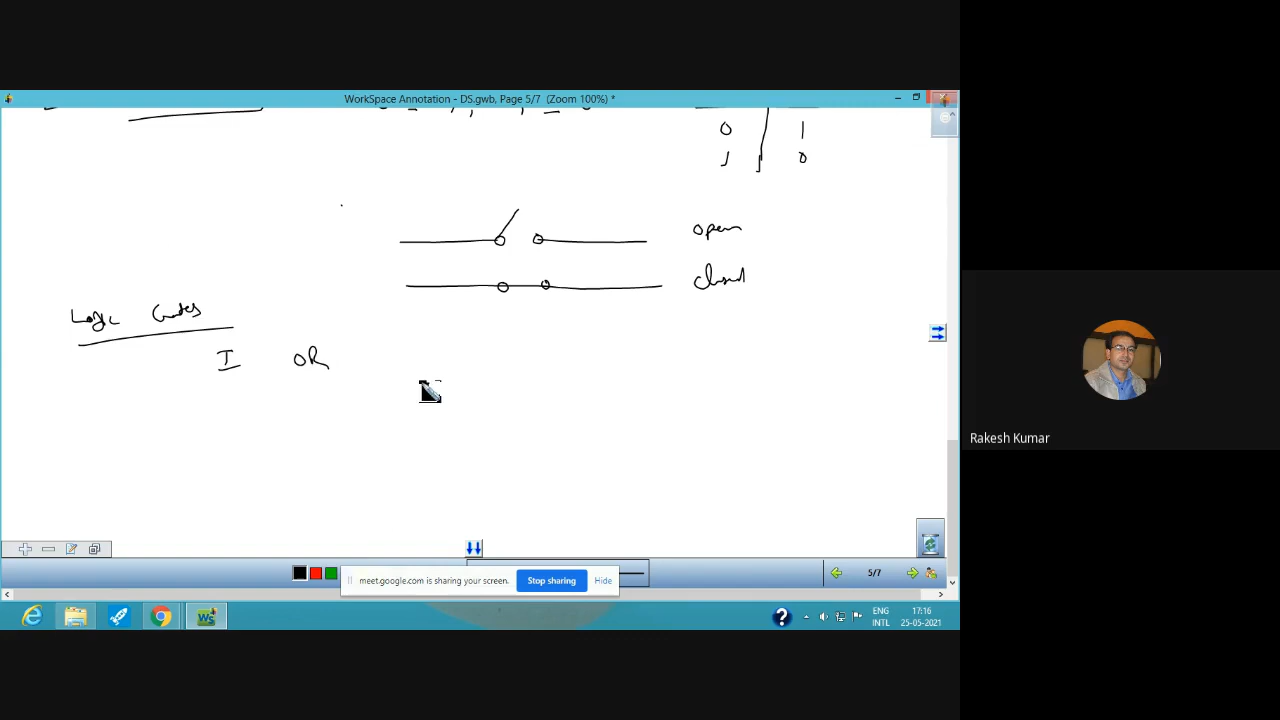 WorkSpace Annotation - DS.gwb, Page 5/7 (Zoom 100%) *
0 | 1
1 | 0
open
closed
Logic Gates
I OR
Rakesh Kumar
5/7
meet.google.com is sharing your screen. Stop sharing Hide
ENG 17:16
INTL 25-05-2021